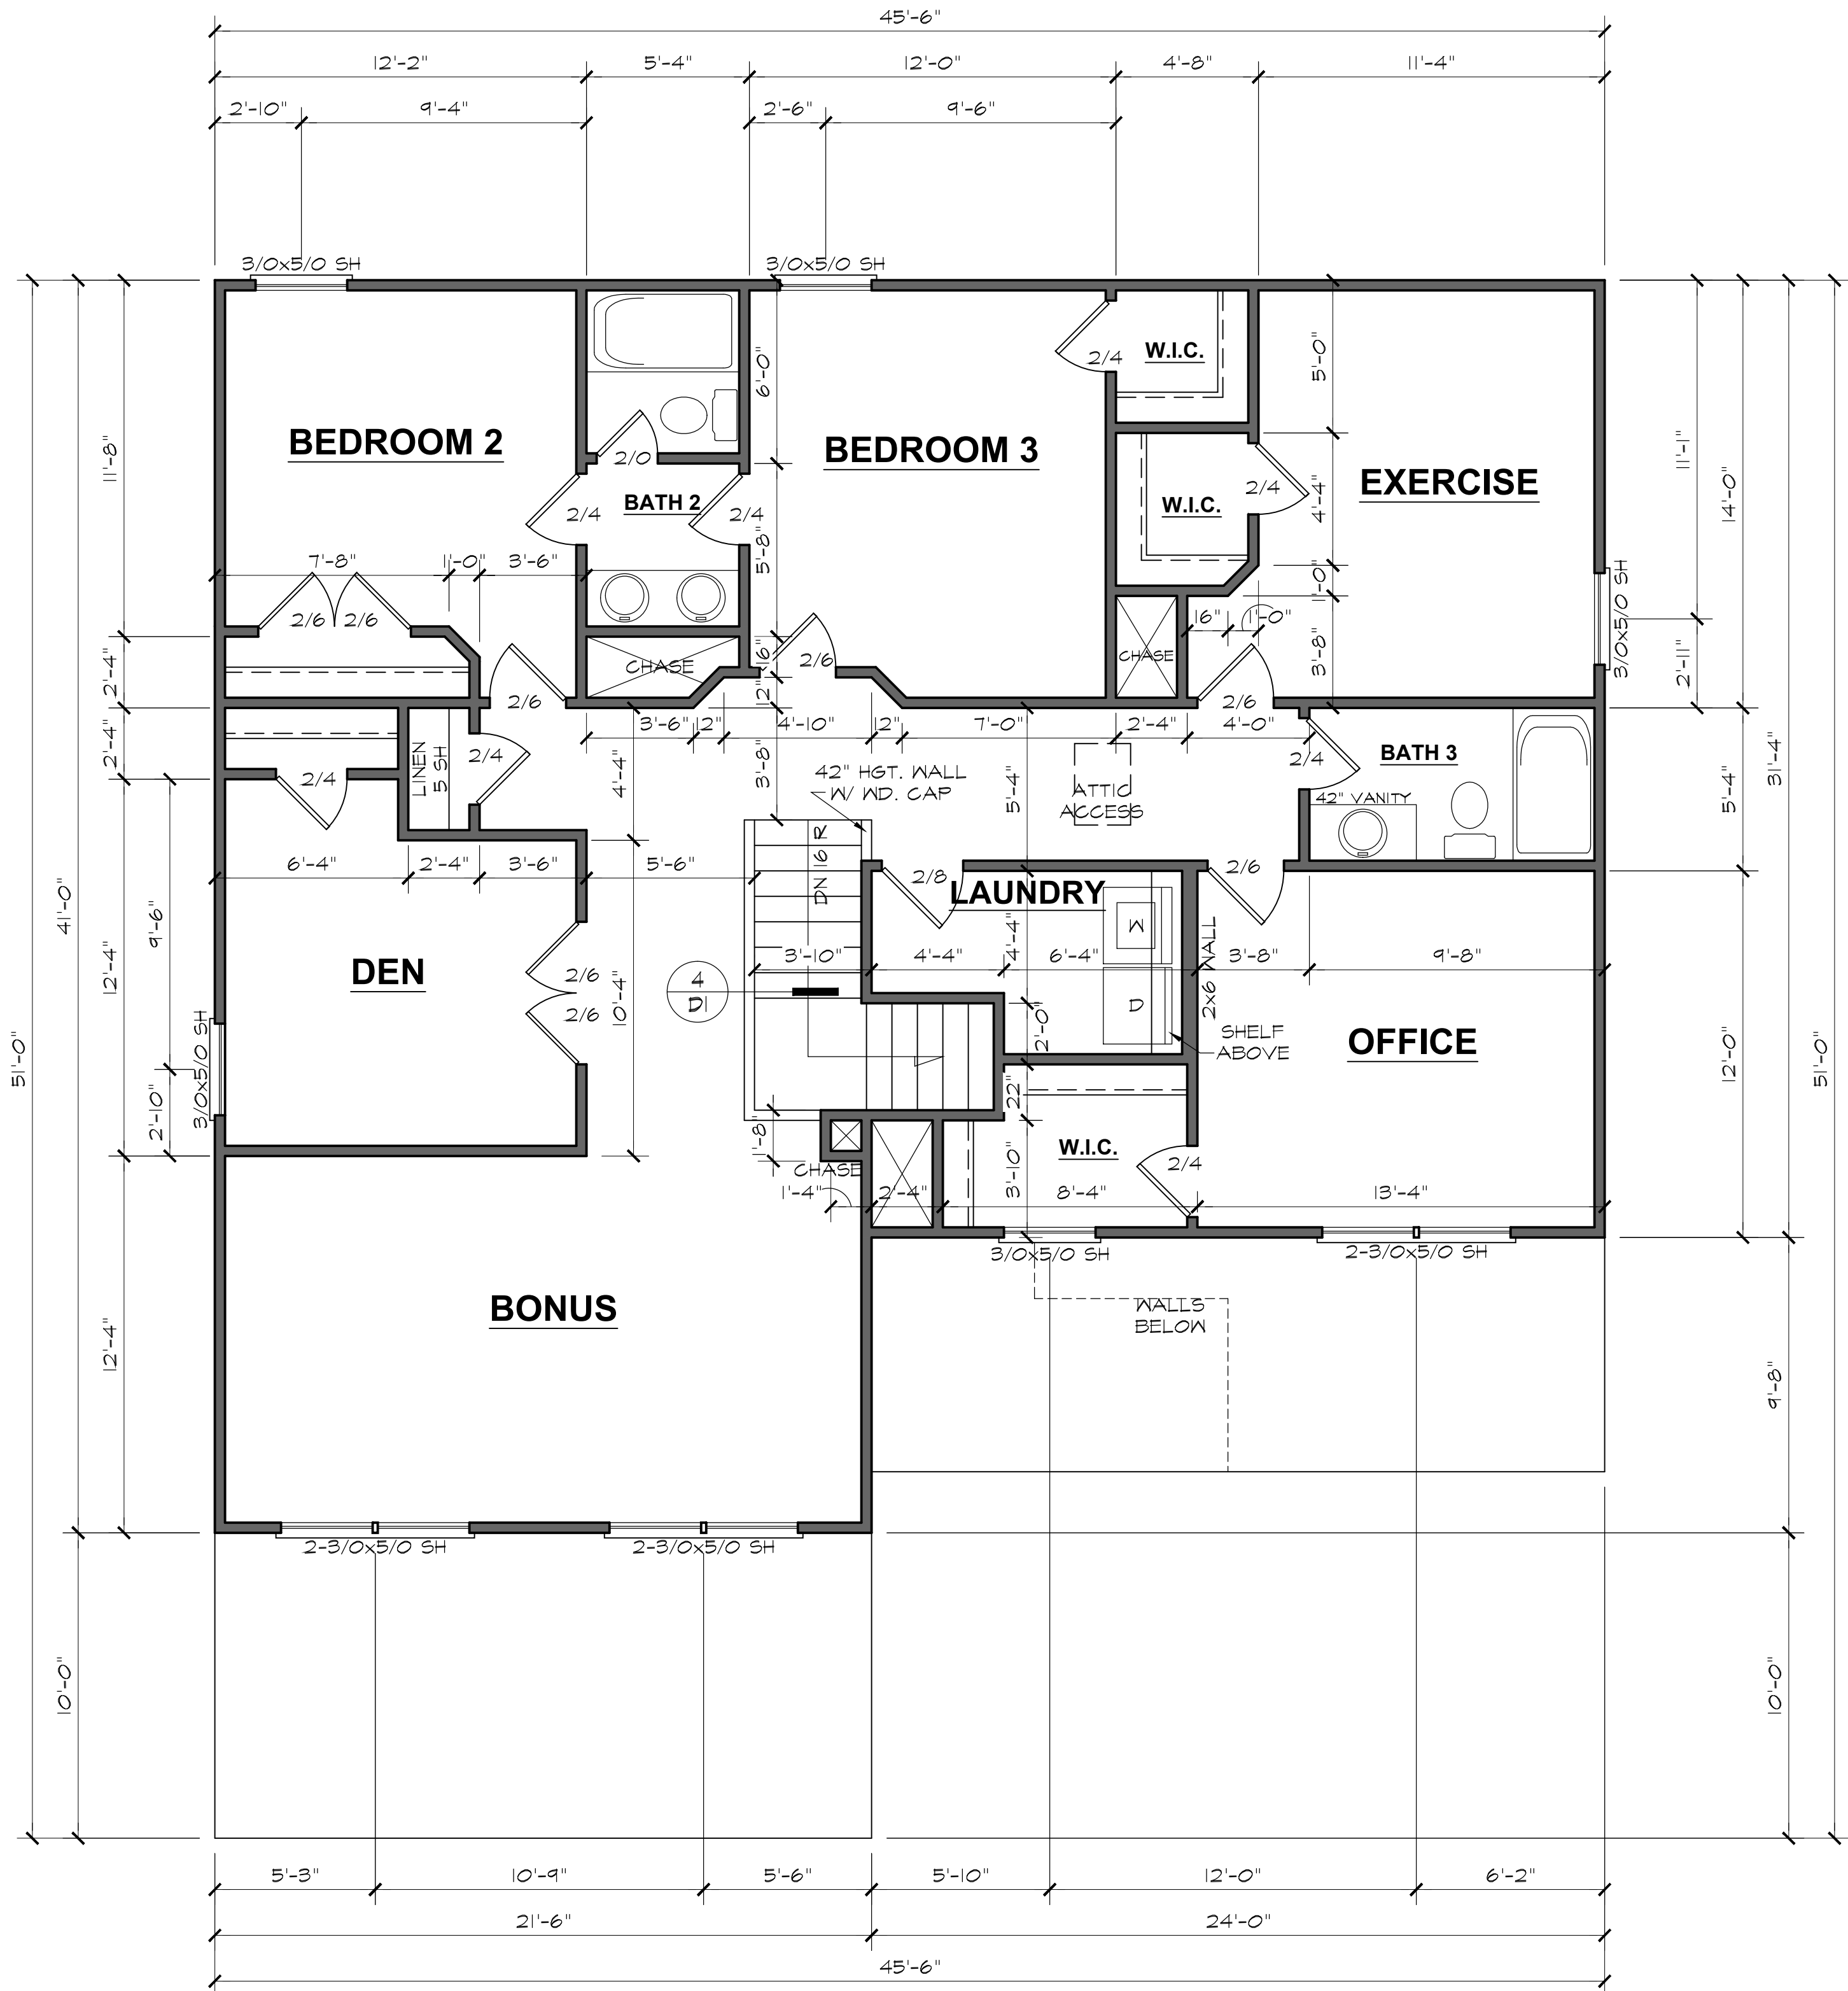 45'-6"
12'-2" 5'-4" 12'-0" 4'-8" 11'-4"
2'-10" 9'-4" 2'-6" 9'-6"
3/0x5/0 SH 3/0x5/0 SH
2/4 W.I.C.
5'-0"
6'-0"
BEDROOM 2
BEDROOM 3
EXERCISE
11'-8"
11'-1"
14'-0"
2/0
BATH 2
2/4 2/4
W.I.C.
2/4
4'-4"
5'-8"
7'-8" 1'-0" 3'-6"
1'-0"
3/0x5/0 SH
2/6 2/6
16" 1'-0"
CHASE
2/6
16"
CHASE
3'-8"
2'-4"
2'-11"
12"
2/6
2/6
3'-6" 12" 4'-10" 12" 7'-0" 2'-4" 4'-0"
2'-4"
LINEN
5 SH
2/4
2/4
4'-4"
3'-8"
42" HGT. WALL
W/ WD. CAP
5'-4"
ATTIC
ACCESS
2/4
BATH 3
42" VANITY
5'-4"
31'-4"
DN 16 R
6'-4" 2'-4" 3'-6" 5'-6"
2/8
LAUNDRY
2/6
W
41'-0"
9'-6"
12'-4"
3'-10" 4'-4" 4'-4" 6'-4"
2x6 WALL
3'-8" 9'-8"
DEN
2/6
2/6
10'-4"
4
D1
D
2'-0"
SHELF
ABOVE
OFFICE
12'-0"
51'-0"
51'-0"
3/0x5/0 SH
2'-10"
22"
1'-8"
W.I.C.
2/4
3'-10"
CHASE
1'-4" 2'-4" 8'-4" 13'-4"
3/0x5/0 SH 2-3/0x5/0 SH
BONUS
WALLS
BELOW
12'-4"
9'-8"
2-3/0x5/0 SH 2-3/0x5/0 SH
10'-0"
10'-0"
5'-3" 10'-9" 5'-6" 5'-10" 12'-0" 6'-2"
21'-6" 24'-0"
45'-6"